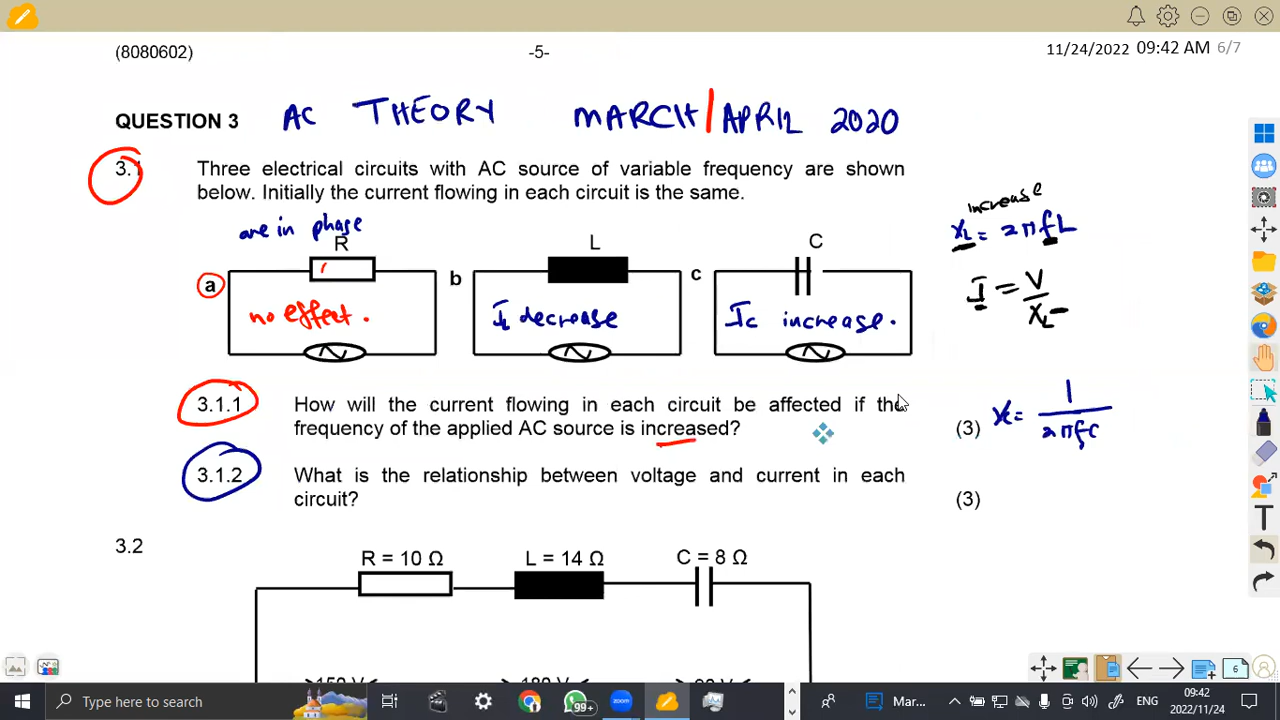 (8080602)
-5-
11/24/2022 09:42 AM 6/7
QUESTION 3 AC THEORY MARCH | APRIL 2020
3.1 Three electrical circuits with AC source of variable frequency are shown
below. Initially the current flowing in each circuit is the same.
increase
XL = 2πfL
are in phase
R
L
C
a
b
c
I = V / XL
no effect.
IL decrease
Ic increase.
3.1.1 How will the current flowing in each circuit be affected if the
frequency of the applied AC source is increased? (3)
Xc = 1 / 2πfC
3.1.2 What is the relationship between voltage and current in each
circuit? (3)
3.2
R = 10 Ω
L = 14 Ω
C = 8 Ω
150 V
180 V
T
6
Type here to search
99+
Mar...
ENG
09:42
2022/11/24